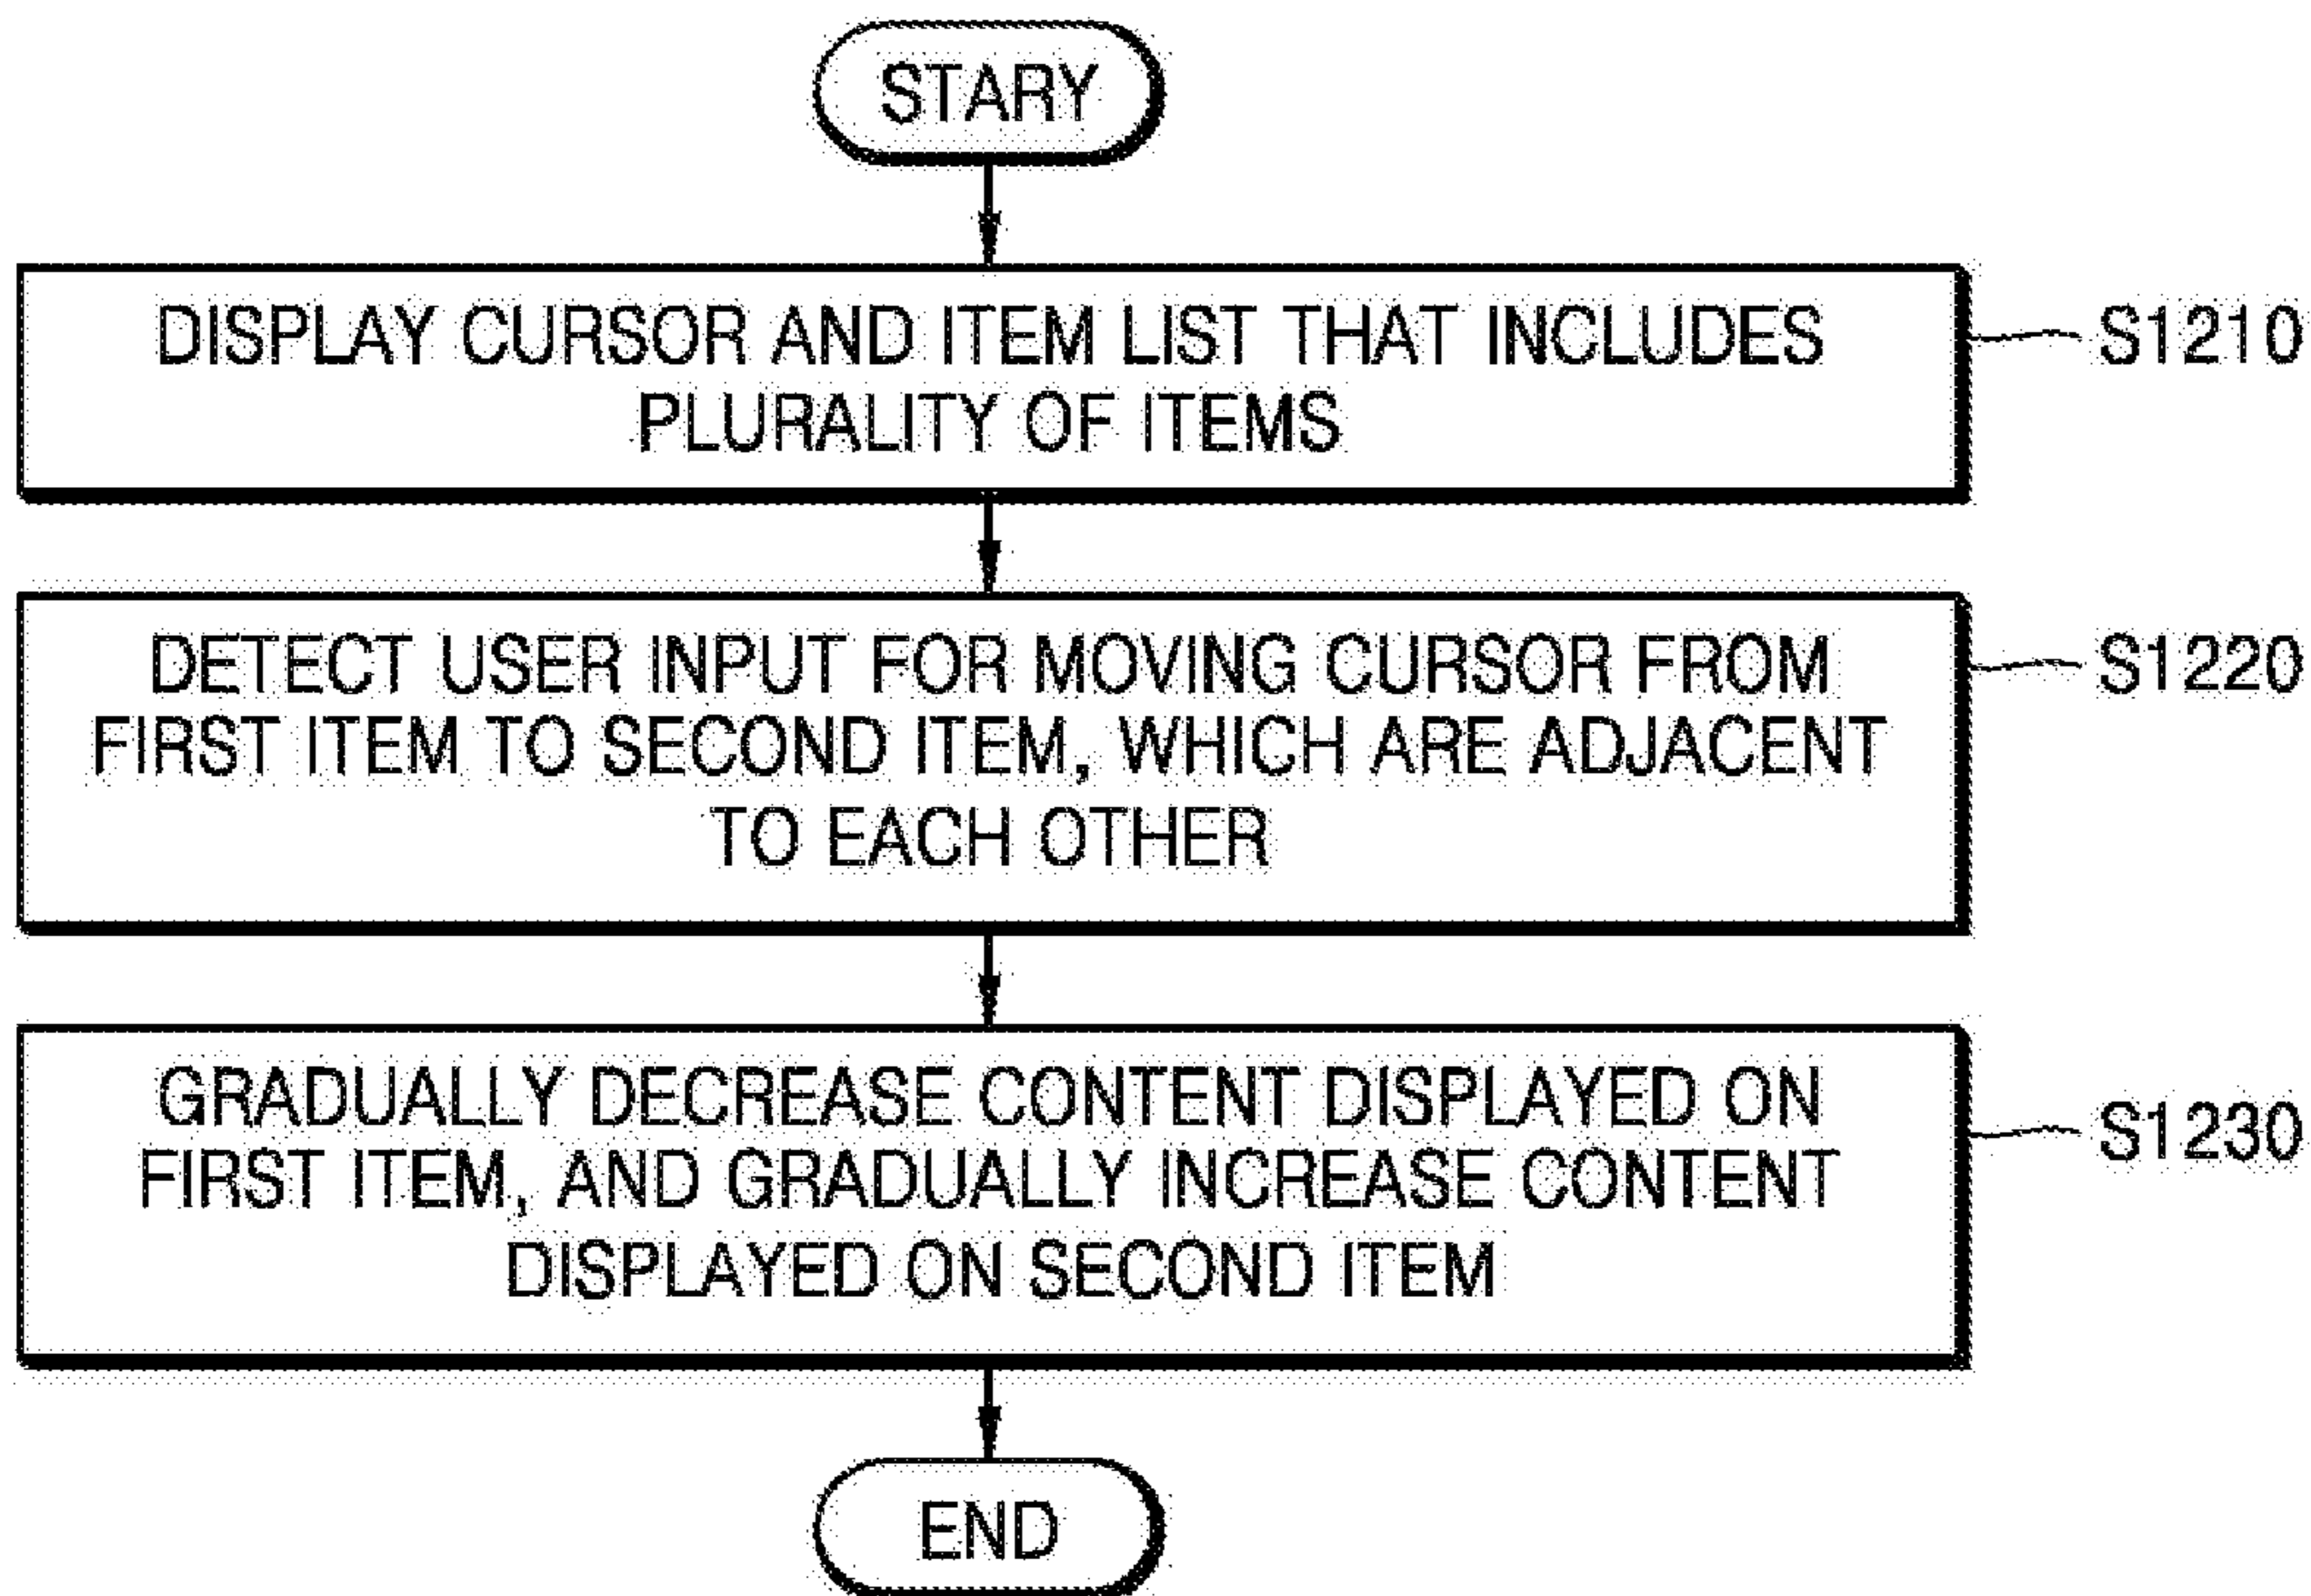 STARY
DISPLAY CURSOR AND ITEM LIST THAT INCLUDES
PLURALITY OF ITEMS
S1210
DETECT USER INPUT FOR MOVING CURSOR FROM
FIRST ITEM TO SECOND ITEM, WHICH ARE ADJACENT
TO EACH OTHER
S1220
GRADUALLY DECREASE CONTENT DISPLAYED ON
FIRST ITEM, AND GRADUALLY INCREASE CONTENT
DISPLAYED ON SECOND ITEM
S1230
END